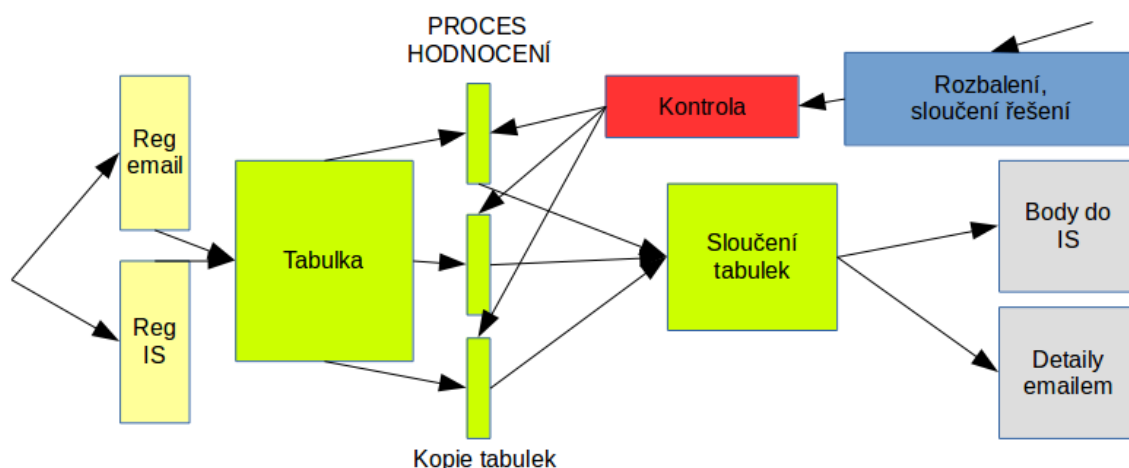 PROCES
HODNOCENÍ
Reg
email
Reg
IS
Tabulka
Kopie tabulek
Kontrola
Rozbalení,
sloučení řešení
Sloučení
tabulek
Body do
IS
Detaily
emailem